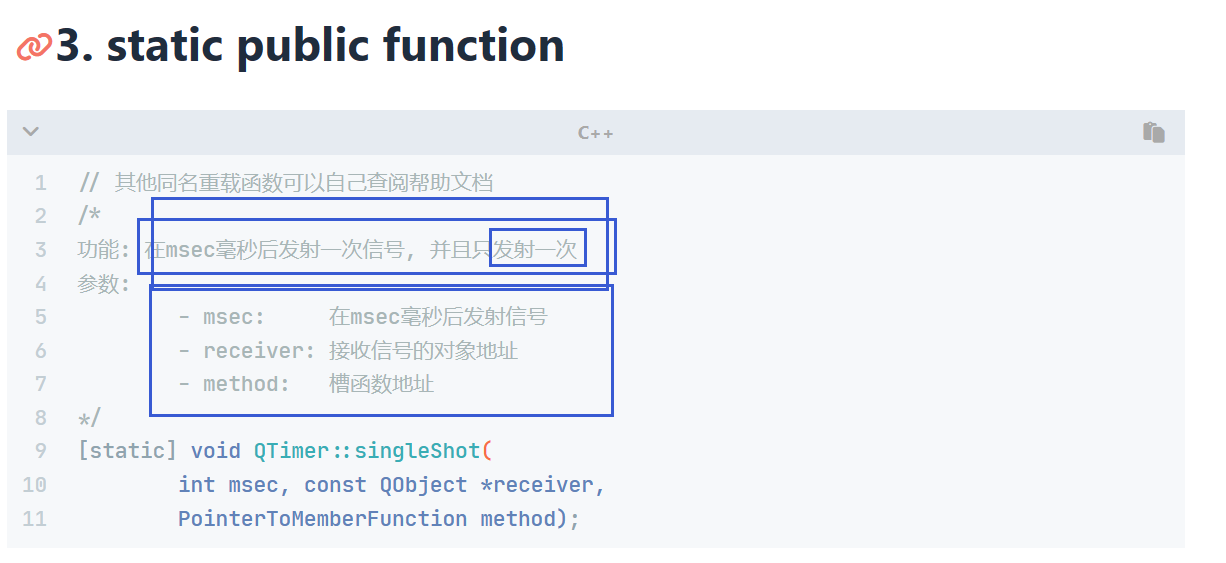 3. static public function
C++
1 // 其他同名重载函数可以自己查阅帮助文档
2 /*
3 功能: 在msec毫秒后发射一次信号, 并且只发射一次
4 参数:
5 - msec: 在msec毫秒后发射信号
6 - receiver: 接收信号的对象地址
7 - method: 槽函数地址
8 */
9 [static] void QTimer::singleShot(
10 int msec, const QObject *receiver,
11 PointerToMemberFunction method);